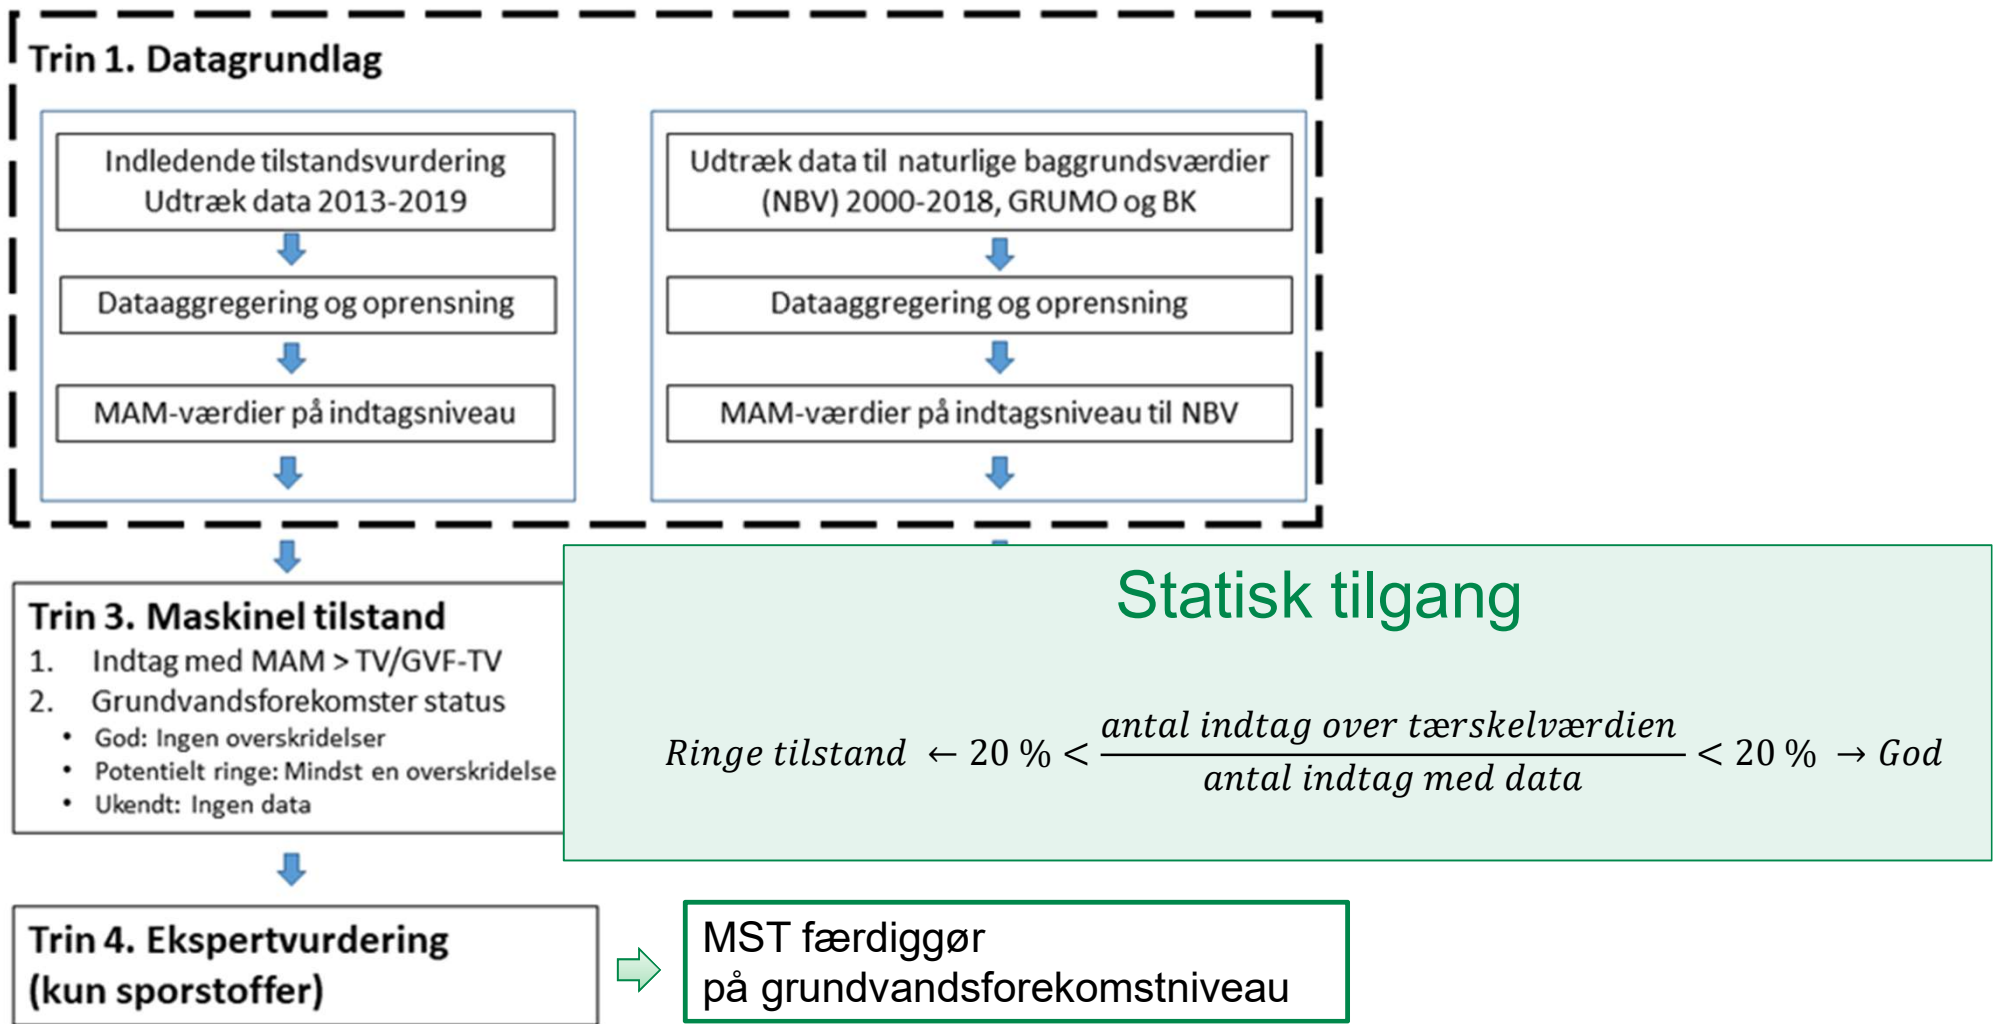 Trin 1. Datagrundlag
Indledende tilstandsvurdering
Udtræk data 2013-2019
Dataaggregering og oprensning
MAM-værdier på indtagsniveau
Udtræk data til naturlige baggrundsværdier
(NBV) 2000-2018, GRUMO og BK
Dataaggregering og oprensning
MAM-værdier på indtagsniveau til NBV
Trin 3. Maskinel tilstand
1. Indtag med MAM > TV/GVF-TV
2. Grundvandsforekomster status
• God: Ingen overskridelser
• Potentielt ringe: Mindst en overskridelse
• Ukendt: Ingen data
Statisk tilgang
antal indtag over tærskelværdien
Ringe tilstand ← 20 % < < 20 % → God
antal indtag med data
Trin 4. Ekspertvurdering
(kun sporstoffer)
MST færdiggør
på grundvandsforekomstniveau